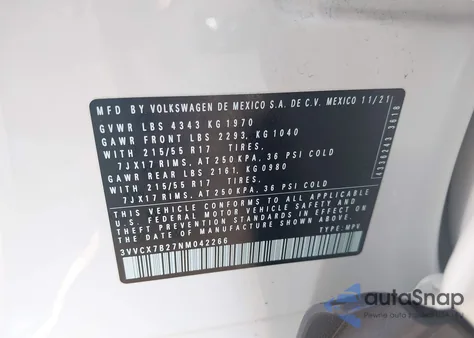 MFD BY VOLKSWAGEN DE MEXICO S.A. DE C.V. MEXICO 11/21
GVWR LBS 4343 KG1970
GAWR FRONT LBS 2293, KG1040
WITH 215/55 R17 TIRES.
7JX17 RIMS. AT 250KPA, 36 PSI COLD
GAWR REAR LBS 2161, KG0980
WITH 215/55 R17 TIRES.
7JX17 RIMS. AT 250KPA, 36 PSI COLD
THIS VEHICLE CONFORMS TO ALL APPLICABLE
U.S. FEDERAL MOTOR VEHICLE SAFETY AND
THEFT PREVENTION STANDARDS IN EFFECT ON
DATE OF MANUFACTURE SHOWN ABOVE.
3VVCX7B27NM042266 TYPE:MPV
autoSnap